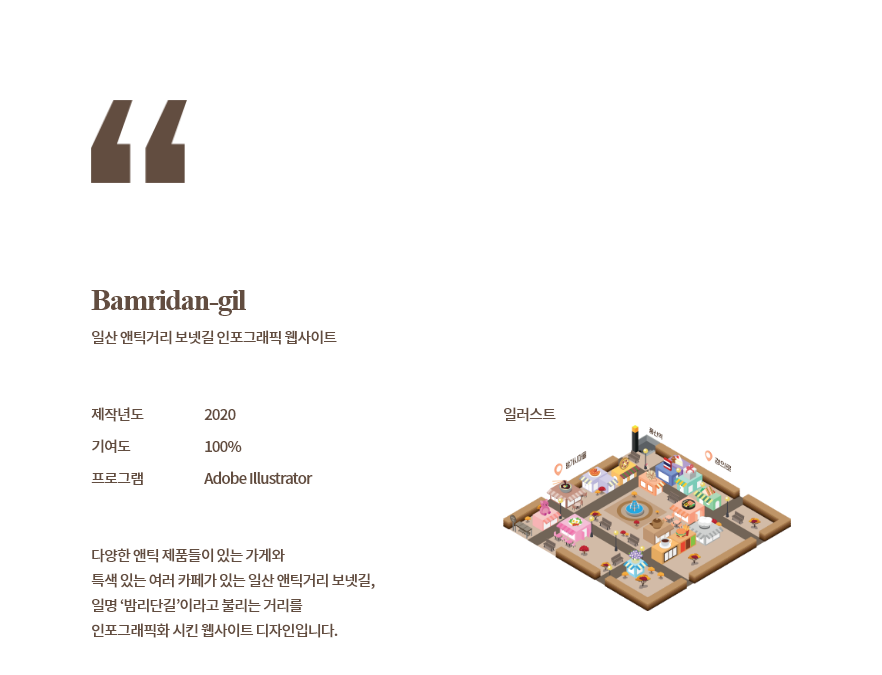 “
Bamridan-gil
일산 앤틱거리 보넷길 인포그래픽 웹사이트
제작년도 2020
기여도 100%
프로그램 Adobe Illustrator
다양한 앤틱 제품들이 있는 가게와
특색 있는 여러 카페가 있는 일산 앤틱거리 보넷길,
일명 ‘밤리단길’이라고 불리는 거리를
인포그래픽화 시킨 웹사이트 디자인입니다.
일러스트
풍산역